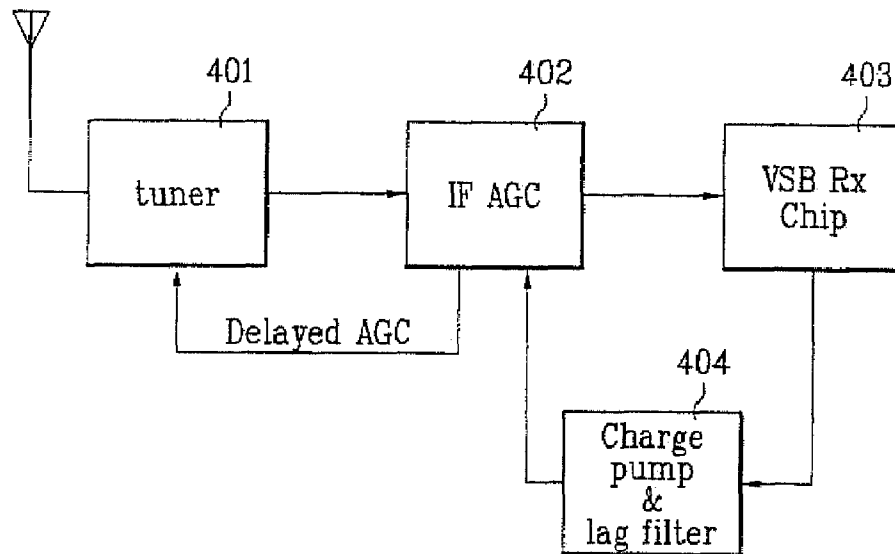 401
tuner
402
IF AGC
403
VSB Rx
Chip
Delayed AGC
404
Charge
pump
&
lag filter